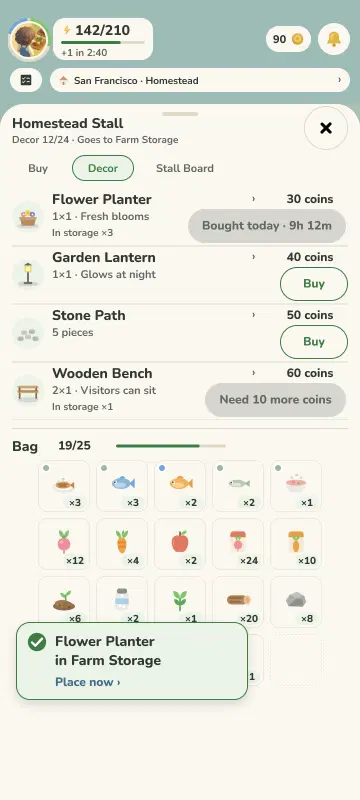 142/210
+1 in 2:40
90
San Francisco · Homestead ›
Homestead Stall
Decor 12/24 · Goes to Farm Storage
Buy Decor Stall Board
Flower Planter › 30 coins
1×1 · Fresh blooms
Bought today · 9h 12m
In storage ×3
Garden Lantern › 40 coins
1×1 · Glows at night
Buy
Stone Path › 50 coins
5 pieces
Buy
Wooden Bench › 60 coins
2×1 · Visitors can sit
Need 10 more coins
In storage ×1
Bag 19/25
×3 ×3 ×2 ×2 ×1
×12 ×4 ×2 ×24 ×10
×6 ×2 ×1 ×20 ×8
Flower Planter
in Farm Storage
1
Place now ›